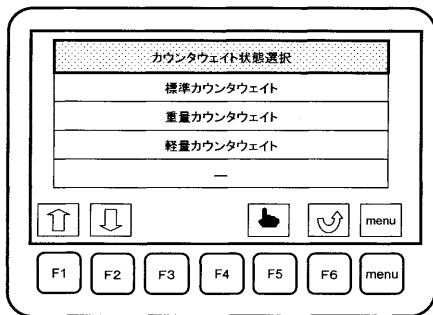 カウンタウェイト状態選択
標準カウンタウェイト
重量カウンタウェイト
軽量カウンタウェイト
—
menu
F1 F2 F3 F4 F5 F6 menu